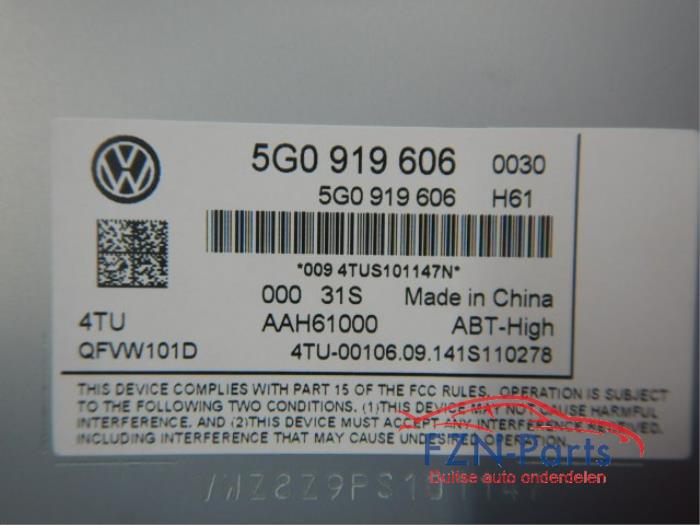 5G0 919 606 0030
5G0 919 606 H61
*009 4TUS101147N*
000 31S Made in China
4TU AAH61000 ABT-High
QFVW101D 4TU-00106.09.141S110278
THIS DEVICE COMPLIES WITH PART 15 OF THE FCC RULES. OPERATION IS SUBJECT
TO THE FOLLOWING TWO CONDITIONS. (1)THIS DEVICE MAY NOT CAUSE HARMFUL
INTERFERENCE, AND (2)THIS DEVICE MUST ACCEPT ANY INTERFERENCE RECEIVED,
INCLUDING INTERFERENCE THAT MAY CAUSE UNDESIRED OPERATION.
FZN-Parts
Duitse auto onderdelen